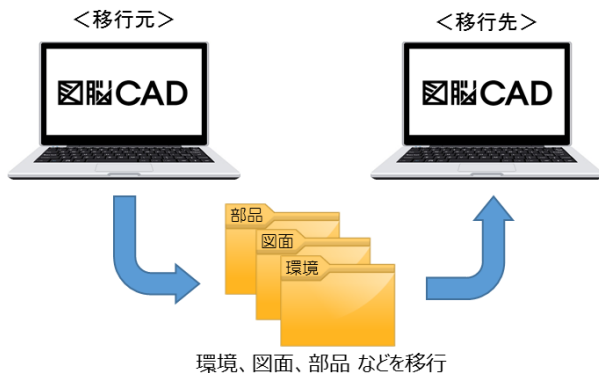 ＜移行元＞
＜移行先＞
図脳CAD
図脳CAD
部品
図面
環境
環境、図面、部品 などを移行